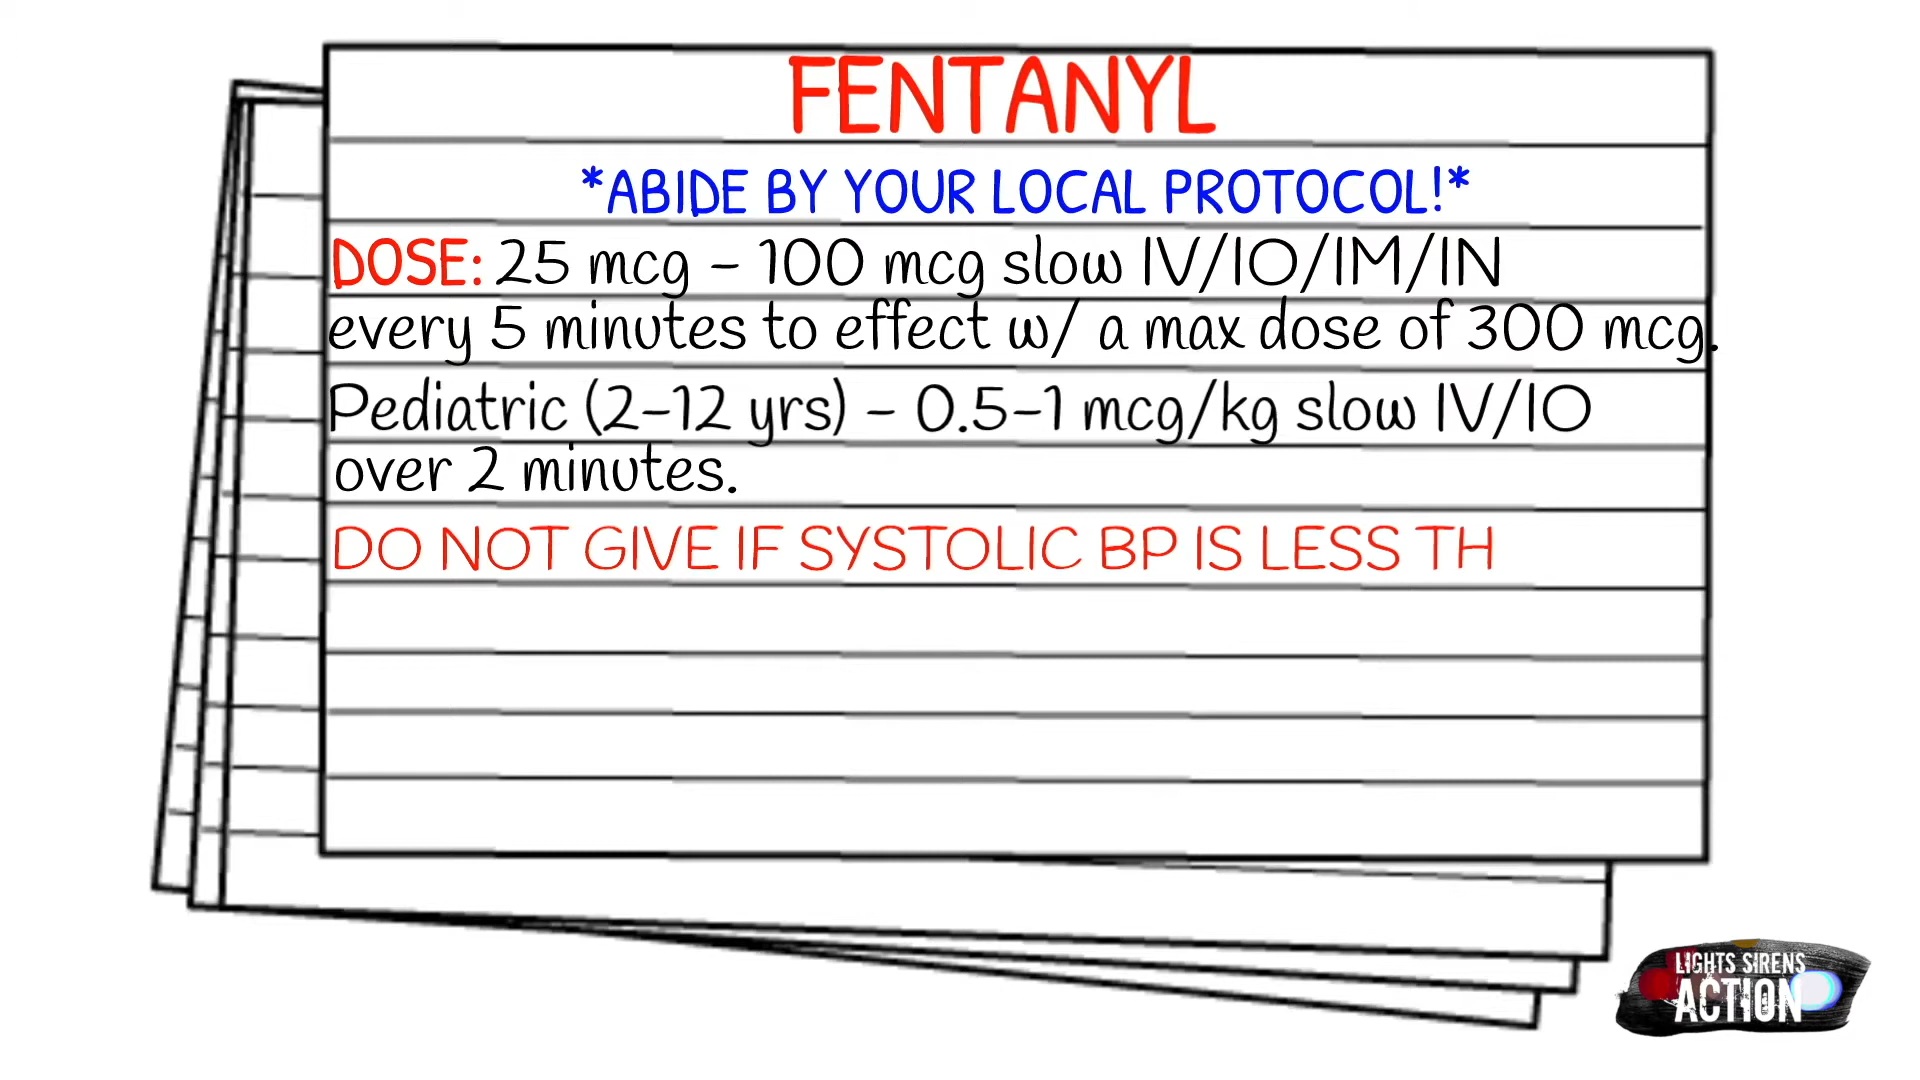 FENTANYL
*ABIDE BY YOUR LOCAL PROTOCOL!*
DOSE: 25 mcg - 100 mcg slow IV/IO/IM/IN
every 5 minutes to effect w/ a max dose of 300 mcg.
Pediatric (2-12 yrs) - 0.5-1 mcg/kg slow IV/IO
over 2 minutes.
DO NOT GIVE IF SYSTOLIC BP IS LESS TH
LIGHTS SIRENS
ACTION